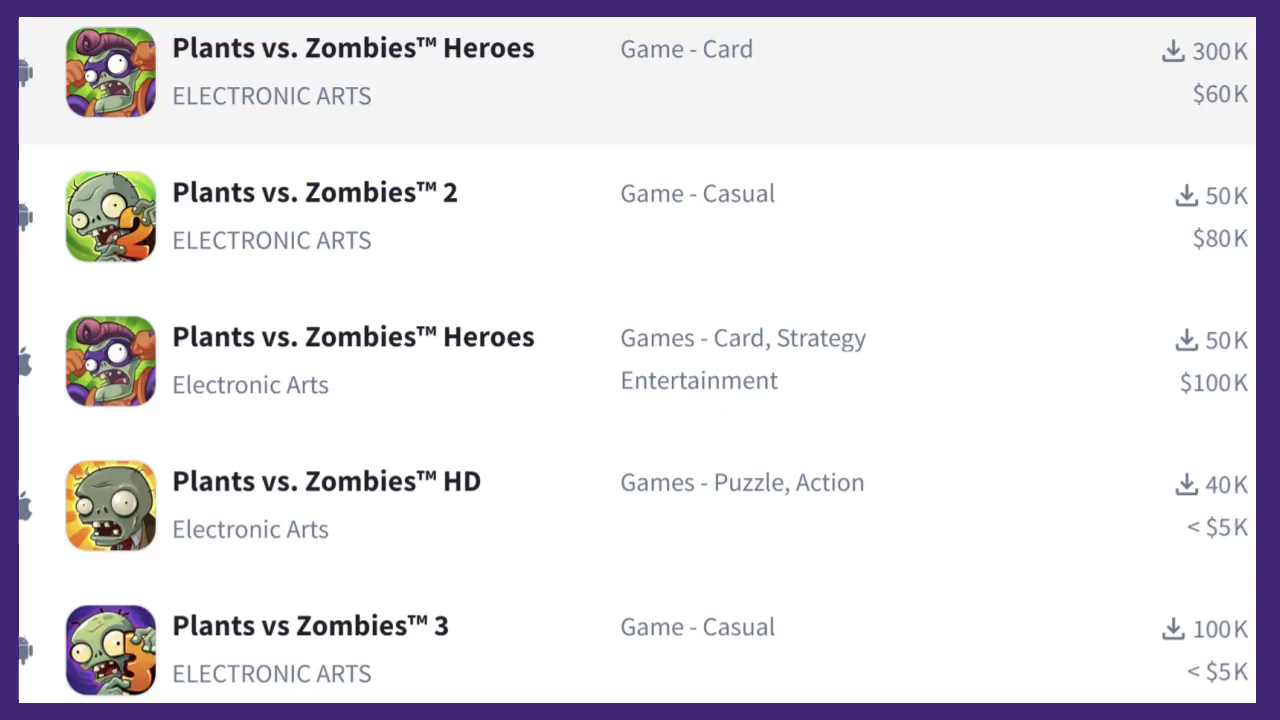 Plants vs. Zombies™ Heroes
Game - Card
300K
ELECTRONIC ARTS
$60K
Plants vs. Zombies™ 2
Game - Casual
50K
ELECTRONIC ARTS
$80K
Plants vs. Zombies™ Heroes
Games - Card, Strategy
50K
Electronic Arts
Entertainment
$100K
Plants vs. Zombies™ HD
Games - Puzzle, Action
40K
Electronic Arts
< $5K
Plants vs Zombies™ 3
Game - Casual
100K
ELECTRONIC ARTS
< $5K
2
3